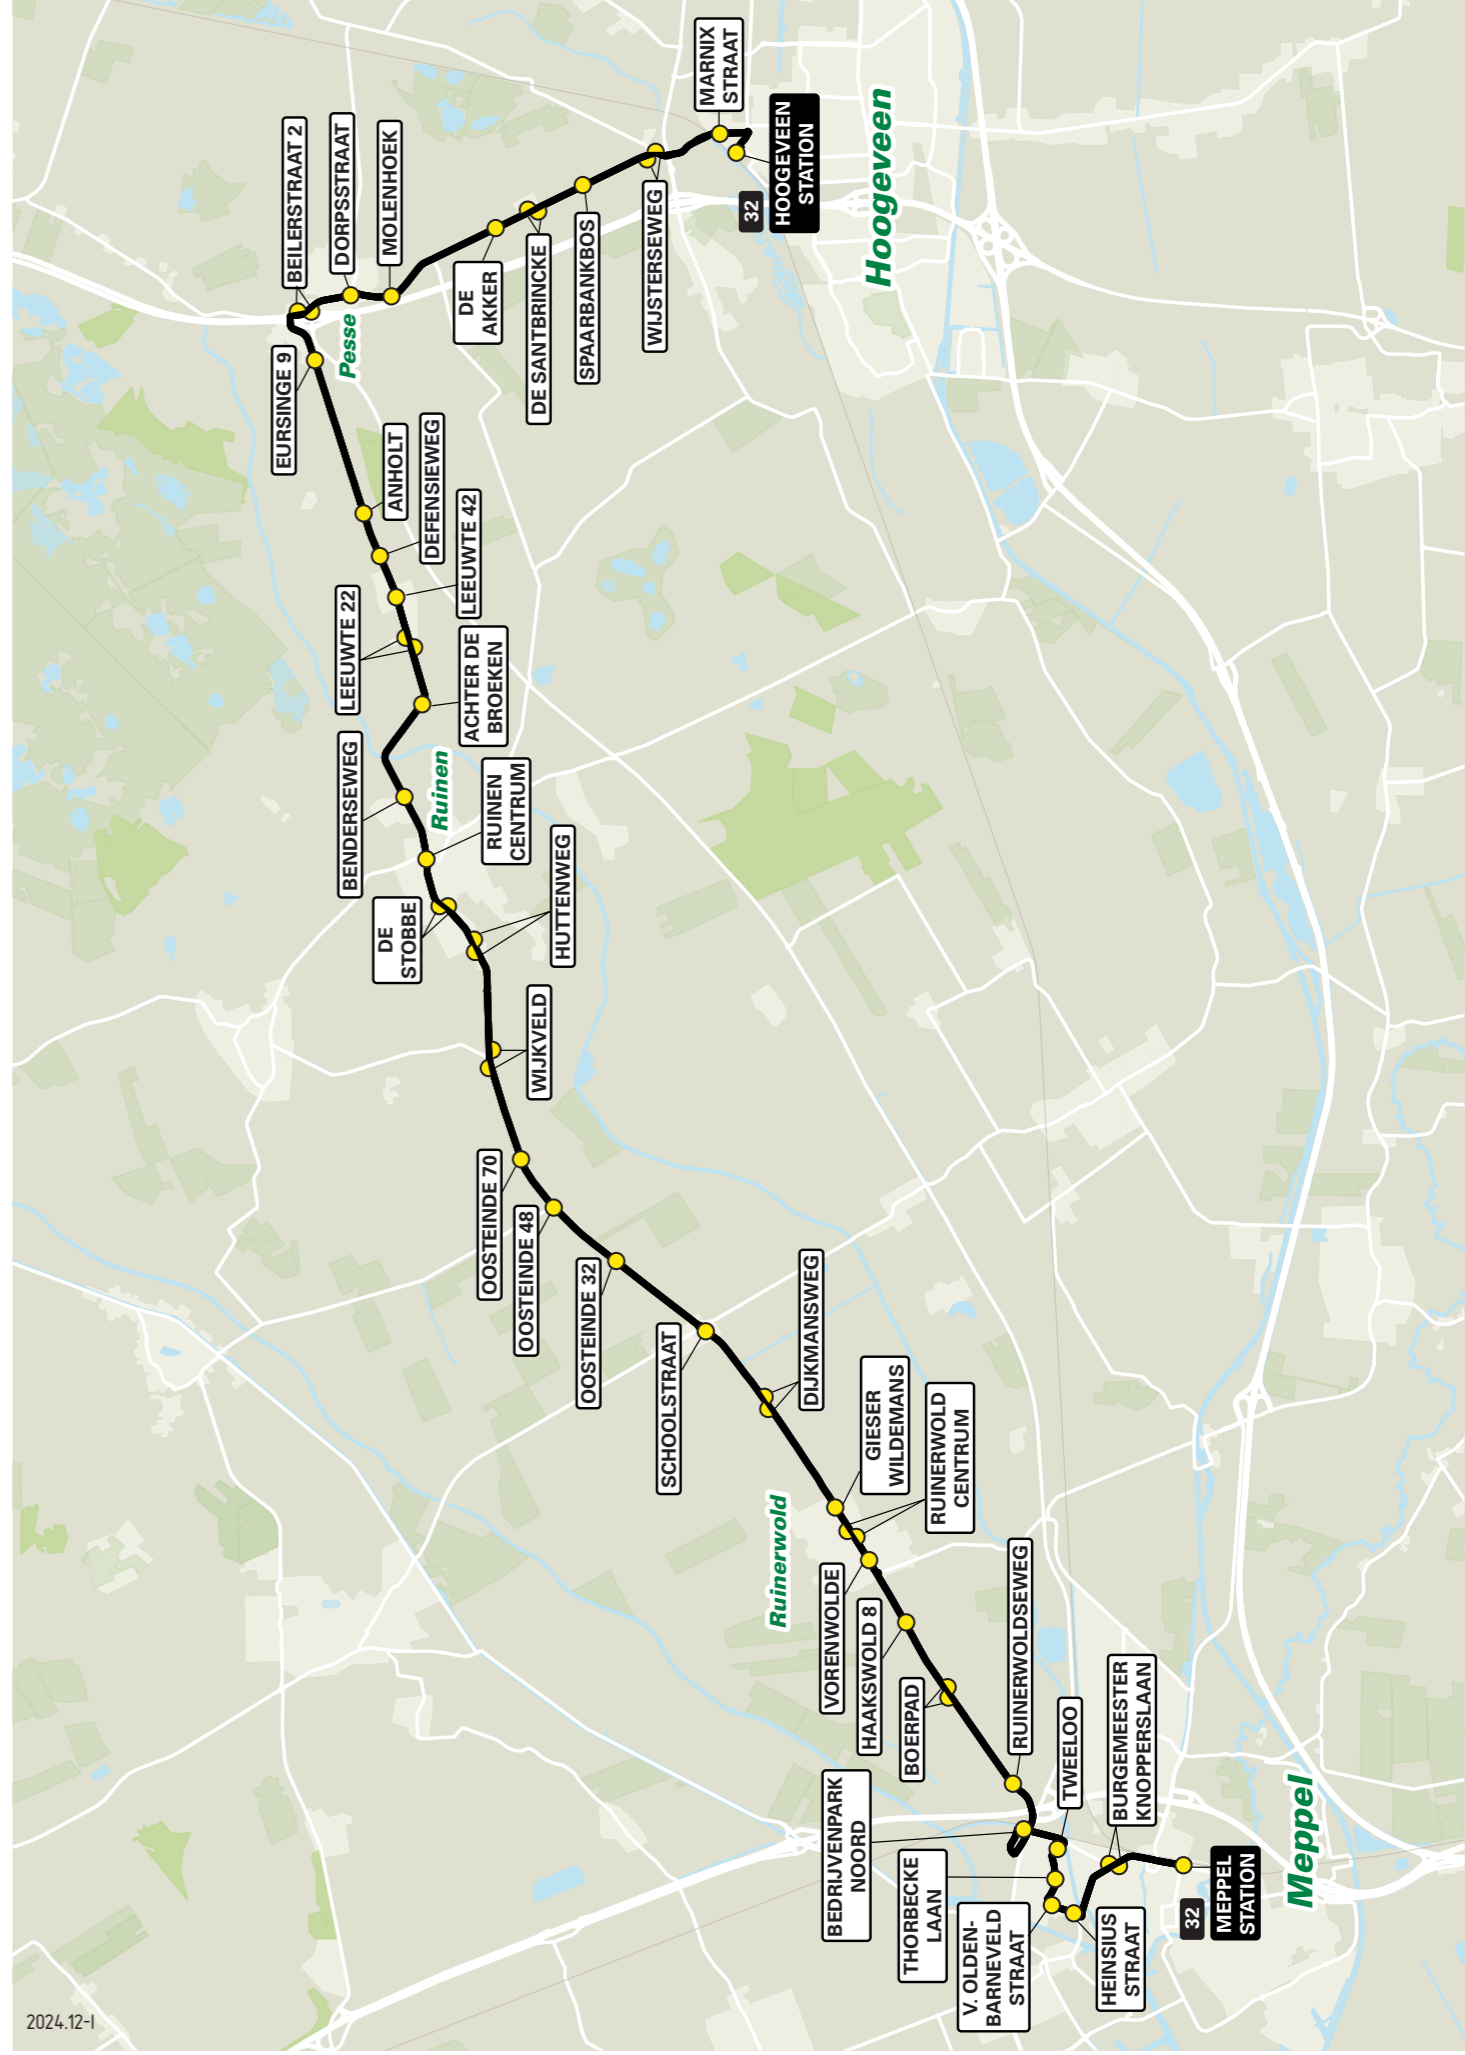 MARNIX
STRAAT
32
HOOGEVEEN
STATION
Hoogeveen
BEILERSTRAAT 2
DORPSSTRAAT
MOLENHOEK
DE
AKKER
DE SANTBRINCKE
SPAARBANKBOS
WIJSTERSEWEG
Pesse
EURSINGE 9
ANHOLT
DEFENSIEWEG
LEEUWTE 42
LEEUWTE 22
ACHTER DE
BROEKEN
BENDERSEWEG
Ruinen
RUINEN
CENTRUM
DE
STOBBE
HUTTENWEG
WIJKVELD
OOSTEINDE 70
OOSTEINDE 48
OOSTEINDE 32
SCHOOLSTRAAT
DIJKMANSWEG
GIESER
WILDEMANS
RUINERWOLD
CENTRUM
Ruinerwold
VORENWOLDE
HAAKSWOLD 8
BOERPAD
RUINERWOLDSEWEG
BEDRIJVENPARK
NOORD
TWEELOO
THORBECKE
LAAN
V. OLDEN-
BARNEVELD
STRAAT
HEINSIUS
STRAAT
BURGEMEESTER
KNOPPERSLAAN
32
MEPPEL
STATION
Meppel
2024.12-I